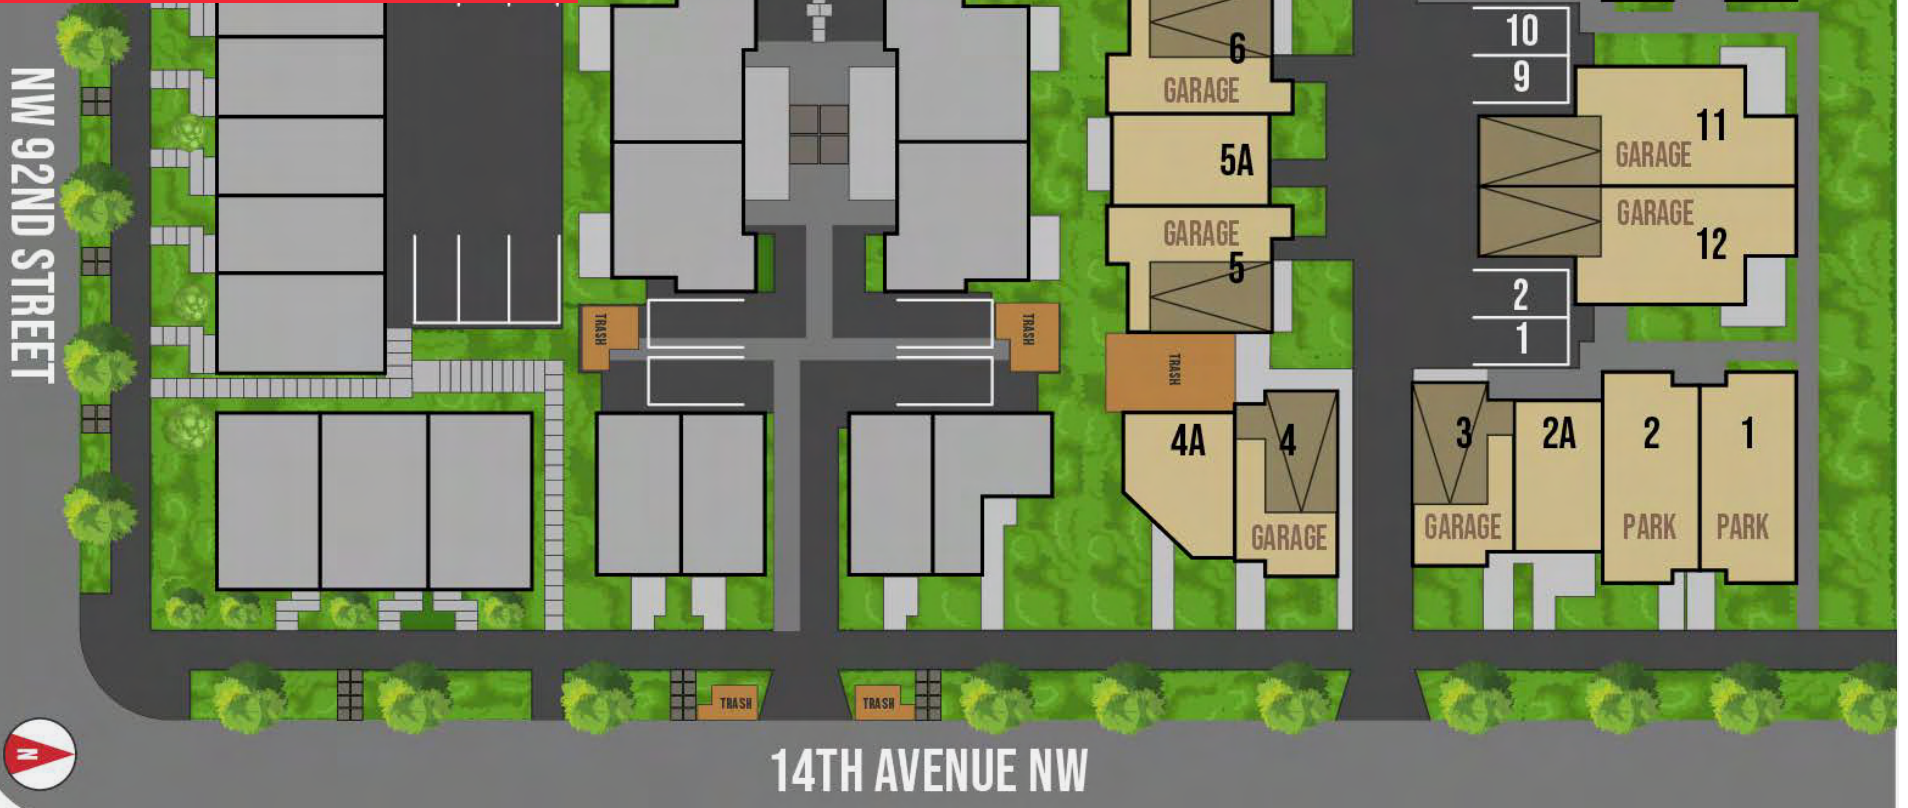 10
9
6
GARAGE
11
GARAGE
5A
GARAGE
12
GARAGE
5
2
1
NW 92ND STREET
TRASH
TRASH
TRASH
4A
4
GARAGE
3
GARAGE
2A
2
PARK
1
PARK
TRASH
TRASH
N
14TH AVENUE NW